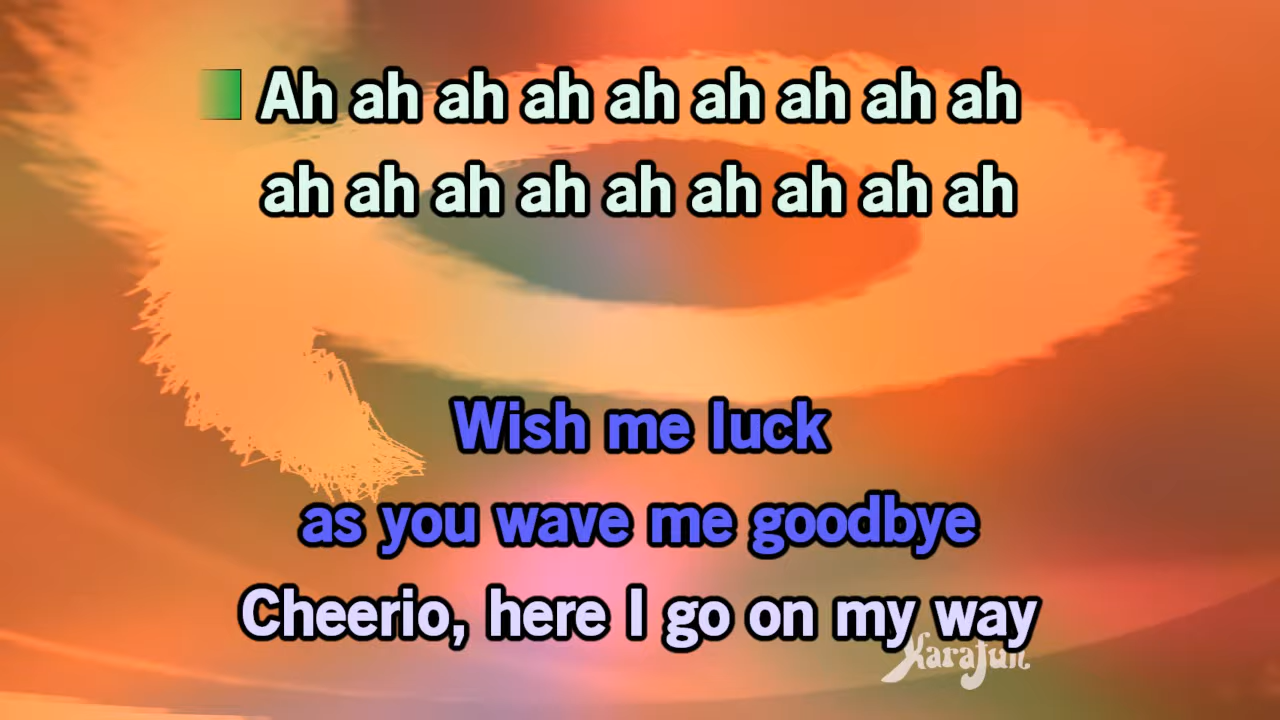 Ah ah ah ah ah ah ah ah ah
ah ah ah ah ah ah ah ah ah
Wish me luck
as you wave me goodbye
Cheerio, here I go on my way
KaraFun